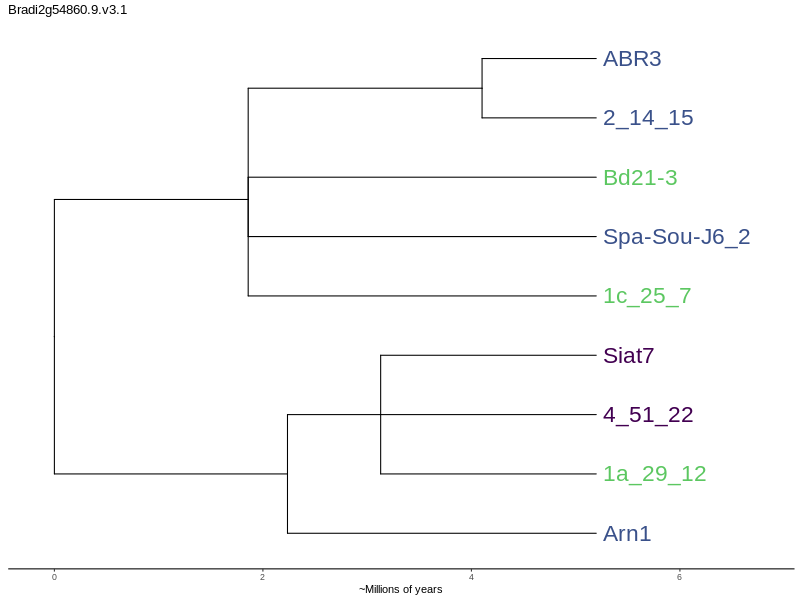 Bradi2g54860.9.v3.1
ABR3
2_14_15
Bd21-3
Spa-Sou-J6_2
1c_25_7
Siat7
4_51_22
1a_29_12
Arn1
0 2 4 6
~Millions of years